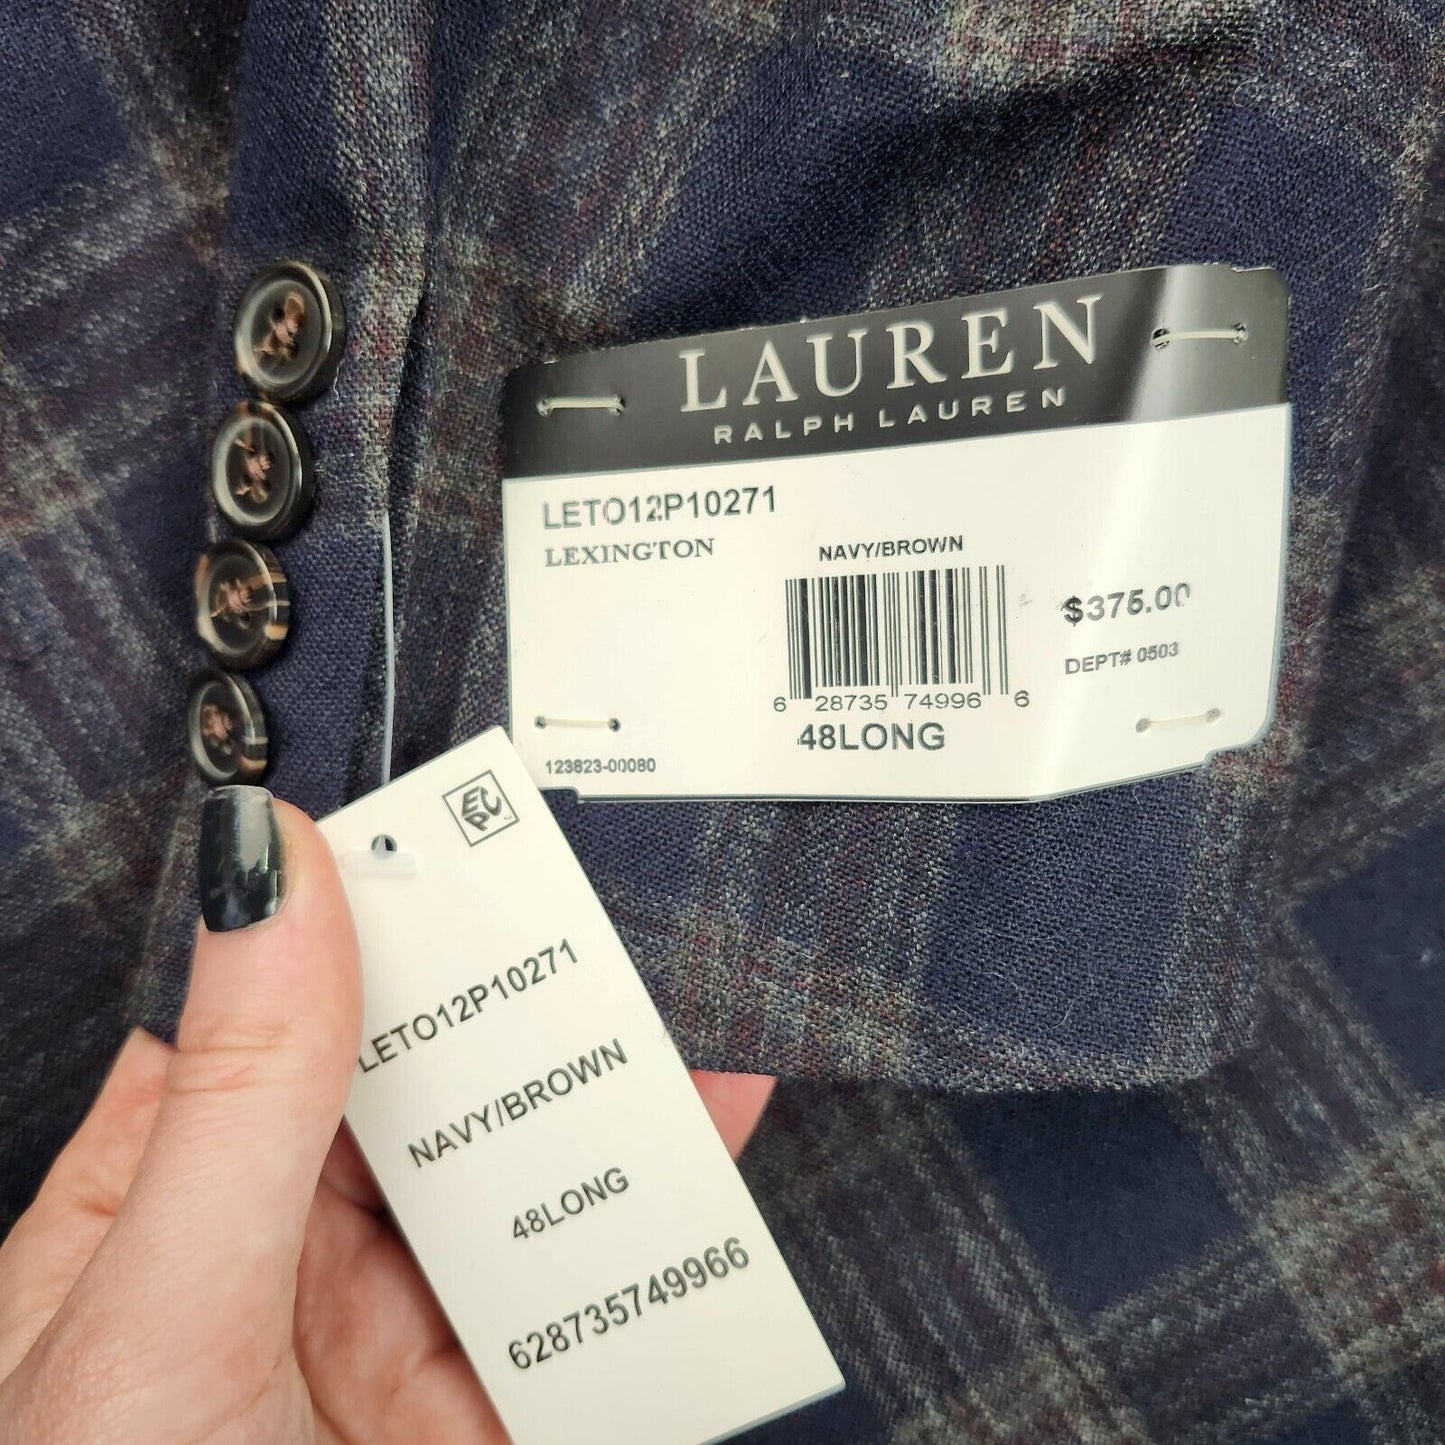 LAUREN
RALPH LAUREN
LETO12P10271
LEXINGTON
NAVY/BROWN
$375.00
DEPT# 0503
6 28735 74996 6
48LONG
123823-00080
EPC
LETO12P10271
NAVY/BROWN
48LONG
628735749966